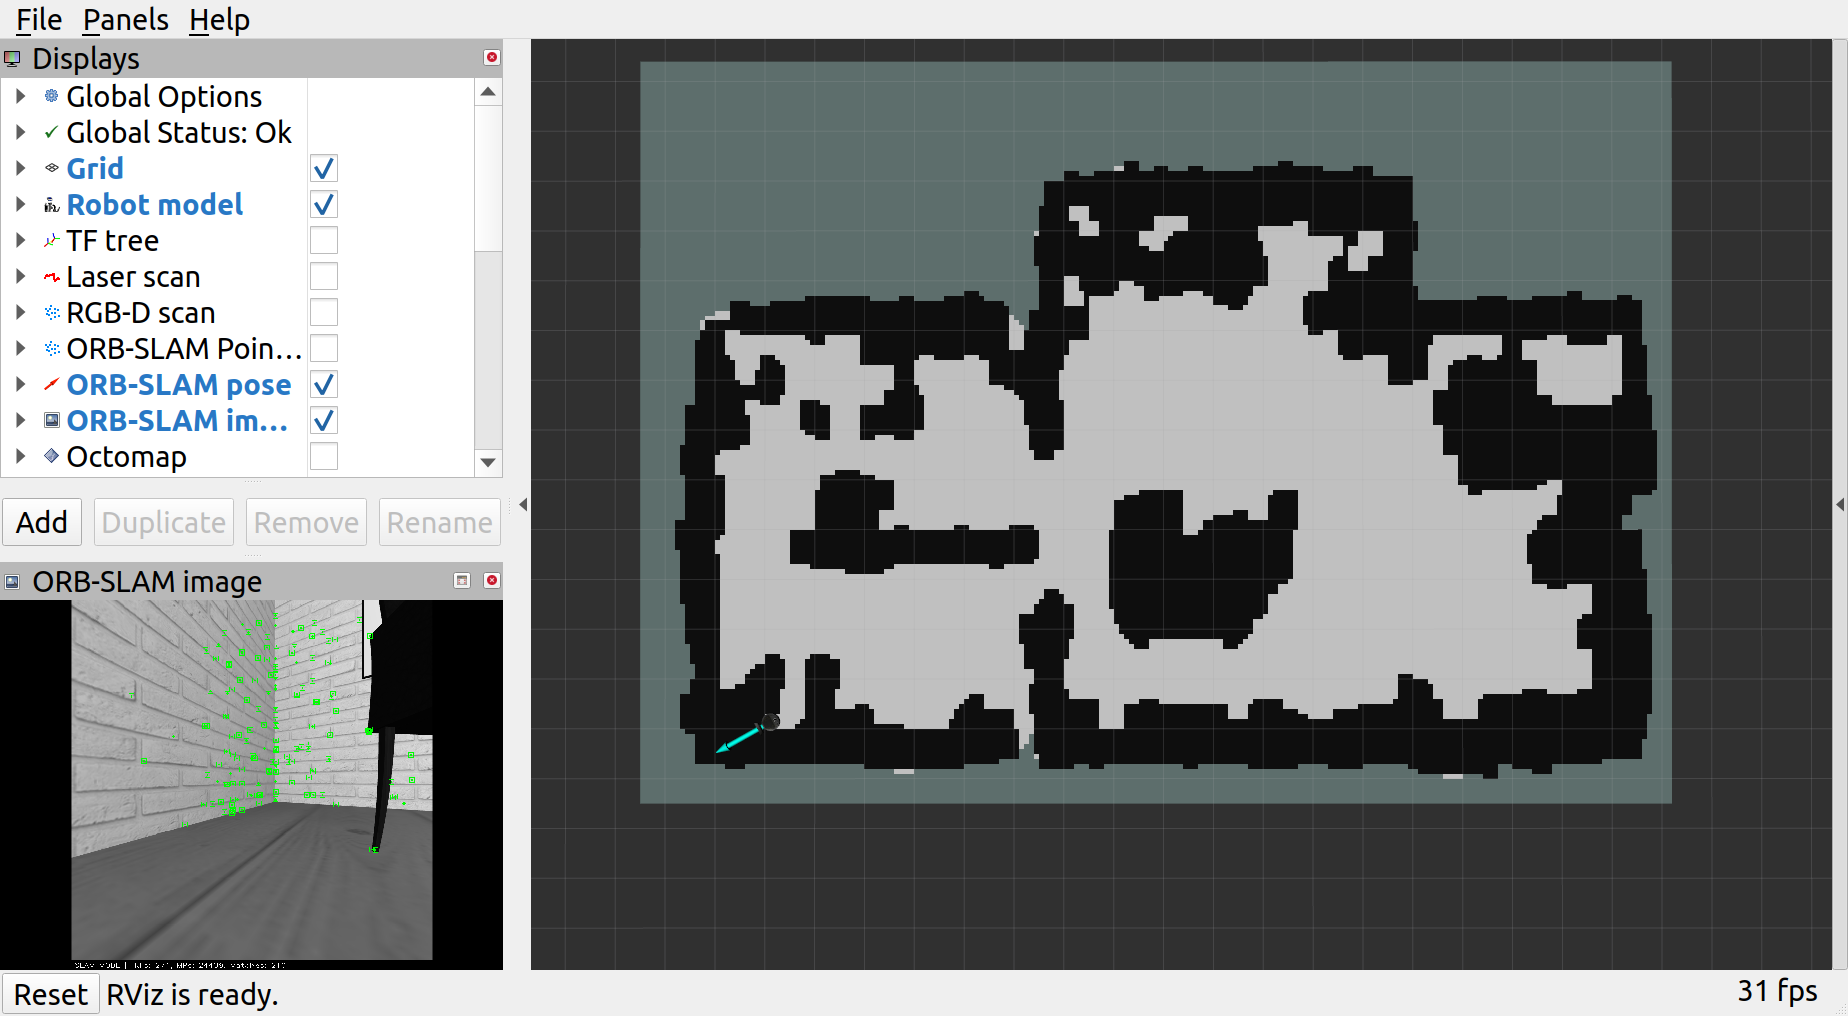 File Panels Help
Displays
Global Options
Global Status: Ok
Grid
Robot model
TF tree
Laser scan
RGB-D scan
ORB-SLAM Poin...
ORB-SLAM pose
ORB-SLAM im...
Octomap
Add Duplicate Remove Rename
ORB-SLAM image
SLAM MODE |
Reset RViz is ready. 31 fps